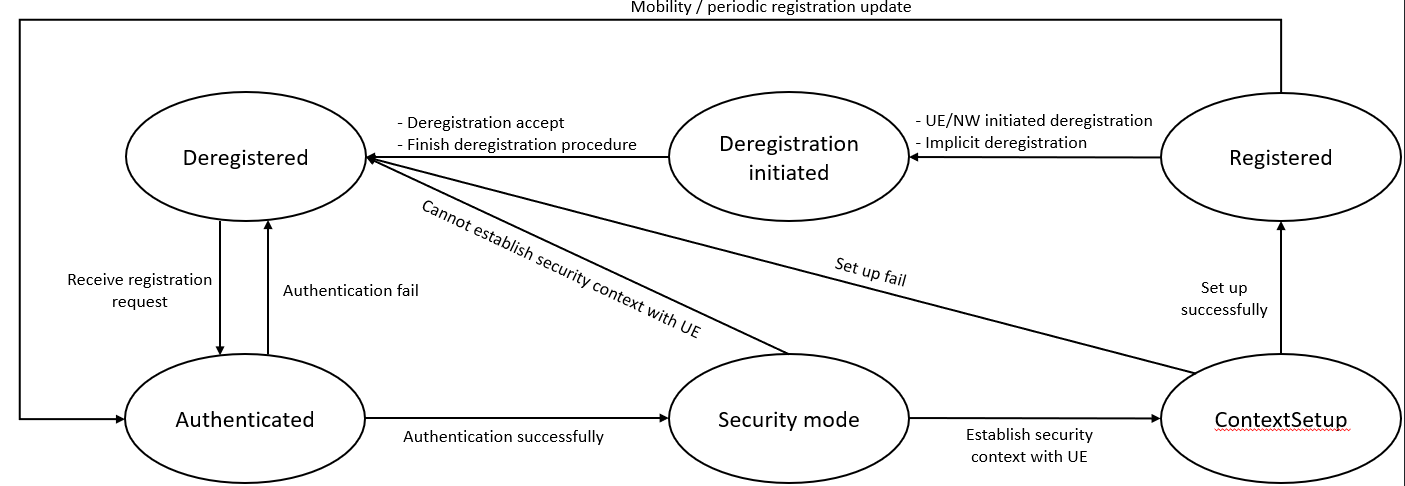 Mobility / periodic registration update
- Deregistration accept
- Finish deregistration procedure
- UE/NW initiated deregistration
- Implicit deregistration
Deregistered
Deregistration
initiated
Registered
Cannot establish security context with UE
Set up fail
Receive registration
request
Authentication fail
Set up
successfully
Authenticated
Security mode
ContextSetup
Authentication successfully
Establish security
context with UE